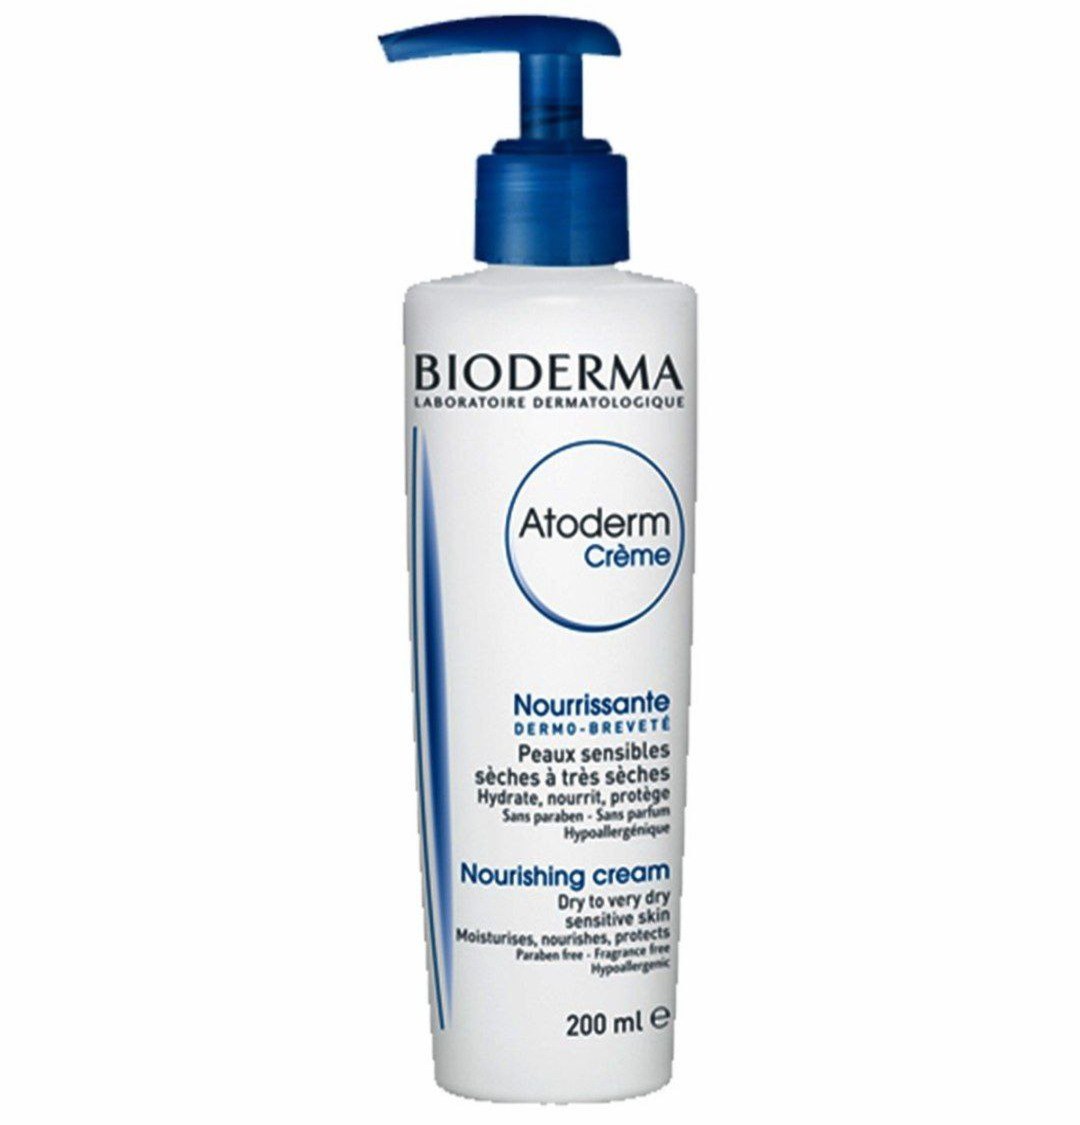 BIODERMA
LABORATOIRE DERMATOLOGIQUE
Atoderm
Crème
Nourrissante
DERMO-BREVETÉ
Peaux sensibles
sèches à très sèches
Hydrate, nourrit, protège
Sans paraben - Sans parfum
Hypoallergénique
Nourishing cream
Dry to very dry
sensitive skin
Moisturises, nourishes, protects
Paraben free - Fragrance free
Hypoallergenic
200 ml ℮